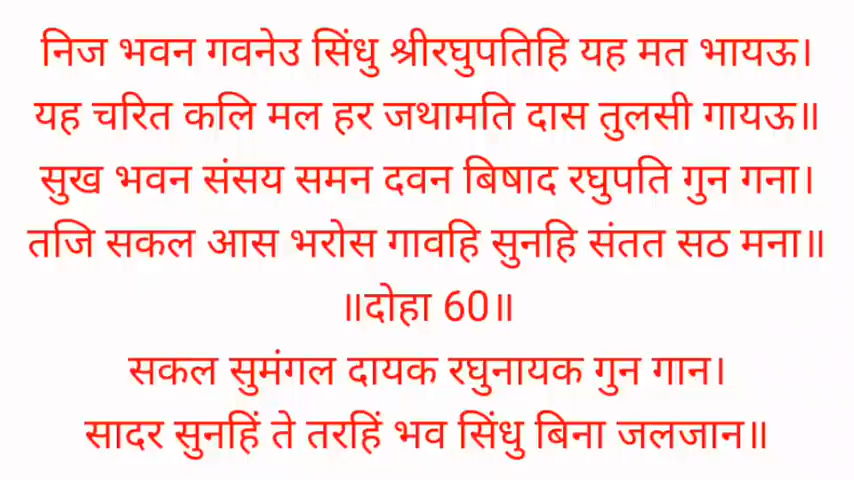 निज भवन गवनेउ सिंधु श्रीरघुपतिहि यह मत भायऊ।
यह चरित कलि मल हर जथामति दास तुलसी गायऊ॥
सुख भवन संसय समन दवन बिषाद रघुपति गुन गना।
तजि सकल आस भरोस गावहि सुनहि संतत सठ मना॥
॥दोहा 60॥
सकल सुमंगल दायक रघुनायक गुन गान।
सादर सुनहिं ते तरहिं भव सिंधु बिना जलजान॥